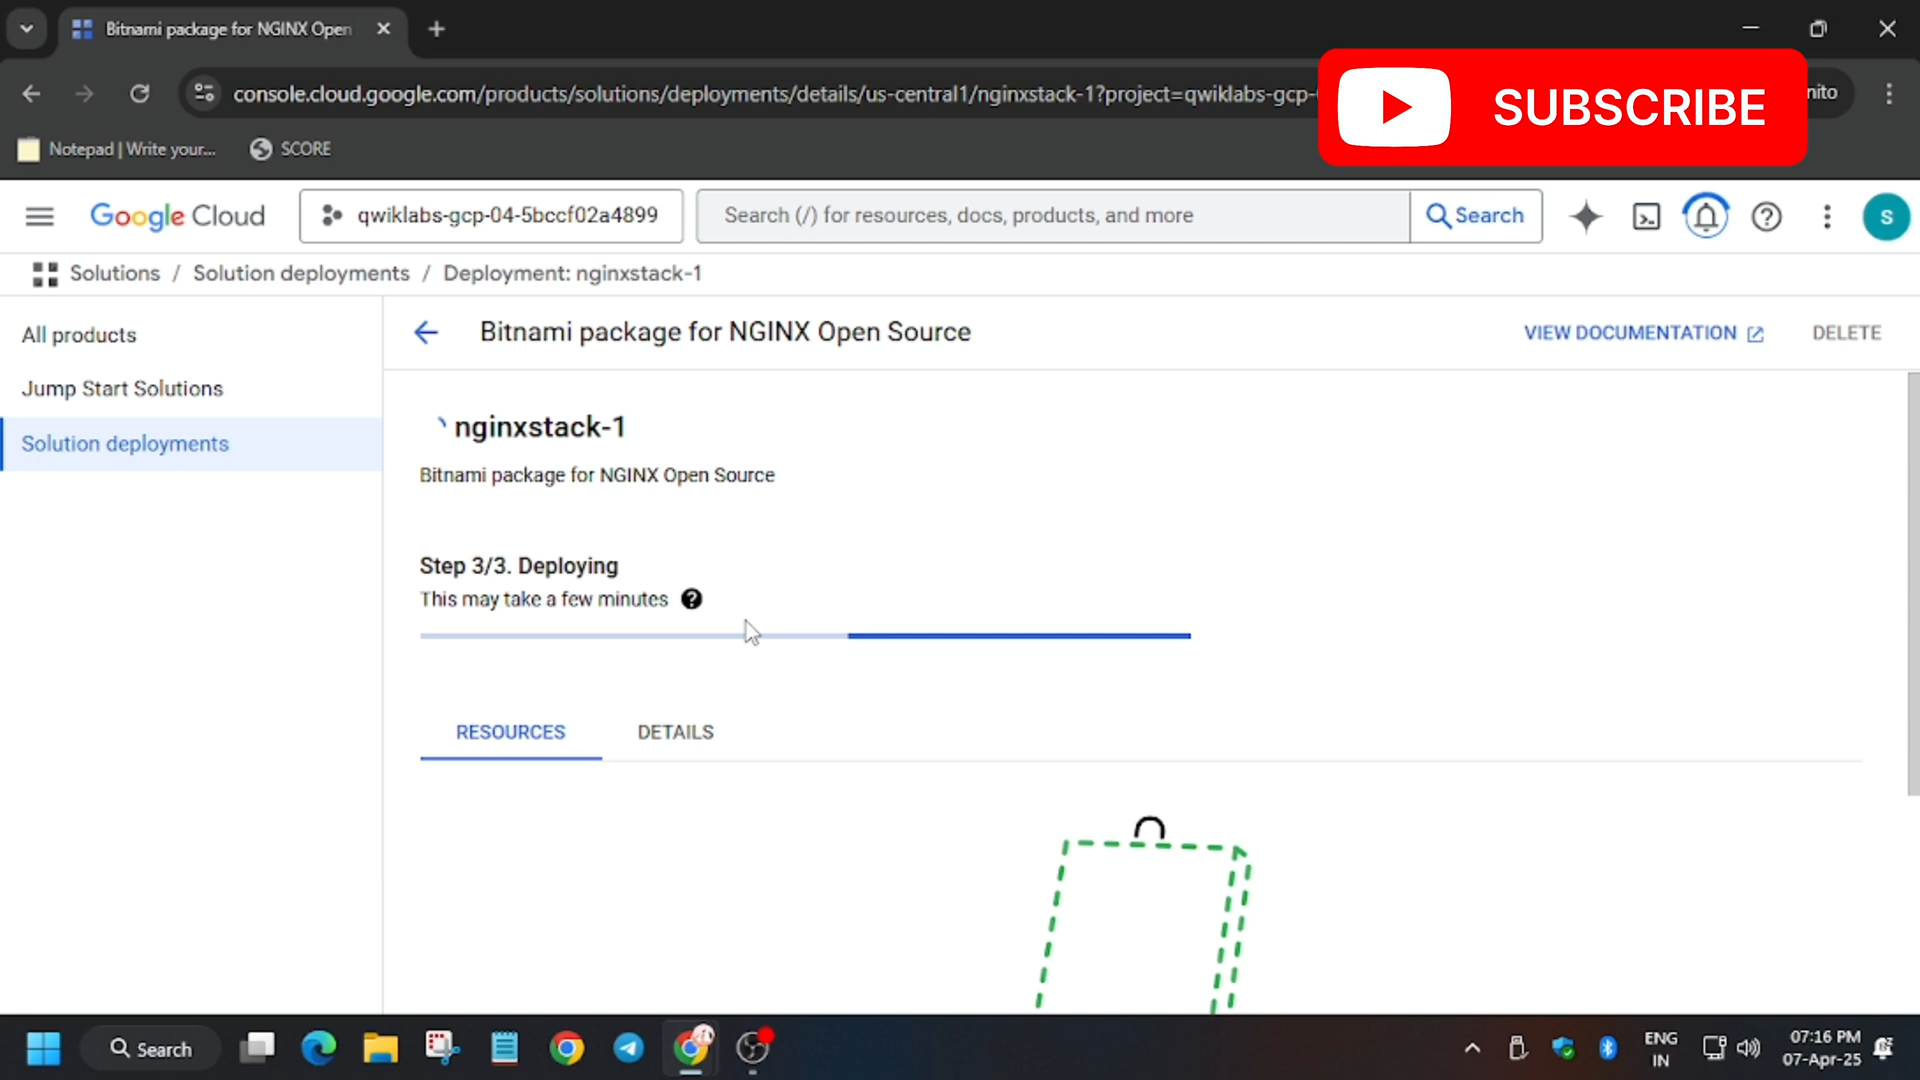 Bitnami package for NGINX Open
console.cloud.google.com/products/solutions/deployments/details/us-central1/nginxstack-1?project=qwiklabs-gcp-
nito
SUBSCRIBE
Notepad | Write your...
SCORE
Google Cloud
qwiklabs-gcp-04-5bccf02a4899
Search (/) for resources, docs, products, and more
Search
S
Solutions / Solution deployments / Deployment: nginxstack-1
All products
Jump Start Solutions
Solution deployments
Bitnami package for NGINX Open Source
VIEW DOCUMENTATION
DELETE
nginxstack-1
Bitnami package for NGINX Open Source
Step 3/3. Deploying
This may take a few minutes
RESOURCES
DETAILS
Search
ENG
IN
07:16 PM
07-Apr-25